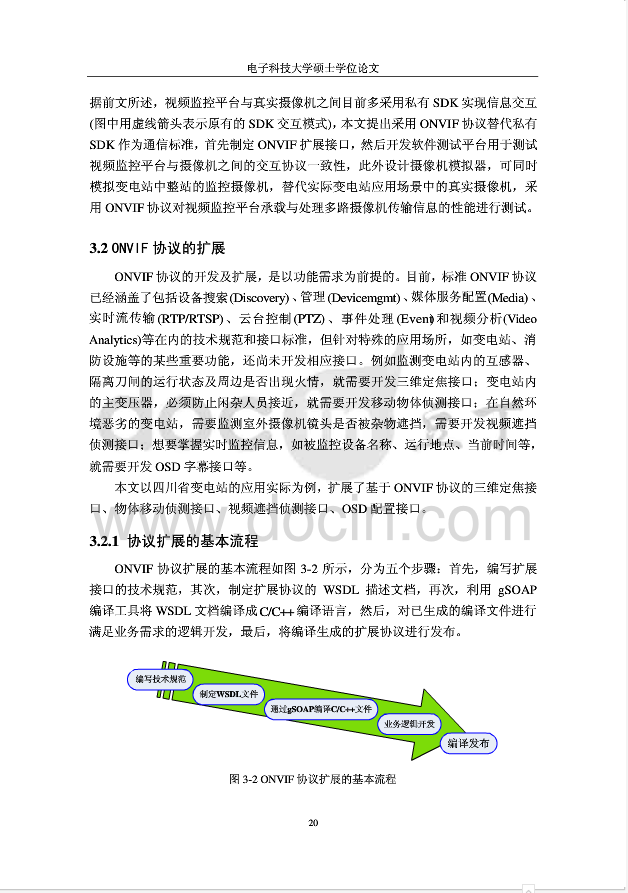 电子科技大学硕士学位论文
据前文所述，视频监控平台与真实摄像机之间目前多采用私有 SDK 实现信息交互
(图中用虚线箭头表示原有的 SDK 交互模式)，本文提出采用 ONVIF 协议替代私有
SDK 作为通信标准，首先制定 ONVIF 扩展接口，然后开发软件测试平台用于测试
视频监控平台与摄像机之间的交互协议一致性，此外设计摄像机模拟器，可同时
模拟变电站中整站的监控摄像机，替代实际变电站应用场景中的真实摄像机，采
用 ONVIF 协议对视频监控平台承载与处理多路摄像机传输信息的性能进行测试。
3.2 ONVIF 协议的扩展
ONVIF 协议的开发及扩展，是以功能需求为前提的。目前，标准 ONVIF 协议
已经涵盖了包括设备搜索(Discovery)、管理(Devicemgmt)、媒体服务配置(Media)、
实时流传输(RTP/RTSP)、云台控制(PTZ)、事件处理(Event)和视频分析(Video
Analytics)等在内的技术规范和接口标准，但针对特殊的应用场所，如变电站、消
防设施等的某些重要功能，还尚未开发相应接口。例如监测变电站内的互感器、
隔离刀闸的运行状态及周边是否出现火情，就需要开发三维定焦接口；变电站内
的主变压器，必须防止闲杂人员接近，就需要开发移动物体侦测接口；在自然环
境恶劣的变电站，需要监测室外摄像机镜头是否被杂物遮挡，需要开发视频遮挡
侦测接口；想要掌握实时监控信息，如被监控设备名称、运行地点、当前时间等，
就需要开发 OSD 字幕接口等。
本文以四川省变电站的应用实际为例，扩展了基于 ONVIF 协议的三维定焦接
口、物体移动侦测接口、视频遮挡侦测接口、OSD 配置接口。
www.docin.com
3.2.1 协议扩展的基本流程
ONVIF 协议扩展的基本流程如图 3-2 所示，分为五个步骤：首先，编写扩展
接口的技术规范，其次，制定扩展协议的 WSDL 描述文档，再次，利用 gSOAP
编译工具将 WSDL 文档编译成 C/C++ 编译语言，然后，对已生成的编译文件进行
满足业务需求的逻辑开发，最后，将编译生成的扩展协议进行发布。
编写技术规范
制定WSDL文件
通过gSOAP编译C/C++文件
业务逻辑开发
编译发布
图 3-2 ONVIF 协议扩展的基本流程
20